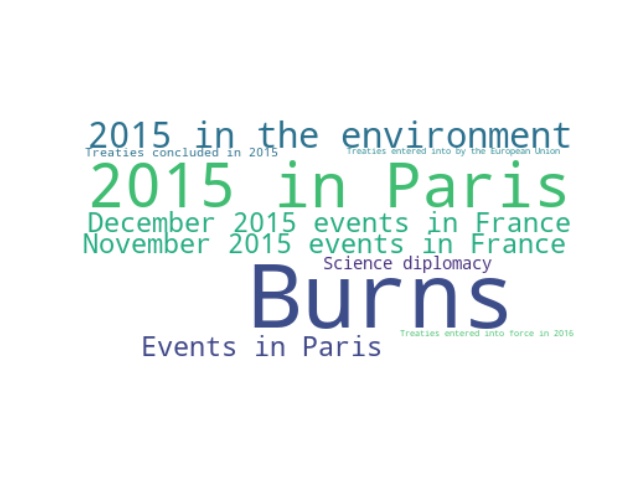 2015 in the environment
Treaties concluded in 2015
Treaties entered into by the European Union
2015 in Paris
December 2015 events in France
November 2015 events in France
Science diplomacy
Burns
Treaties entered into force in 2016
Events in Paris